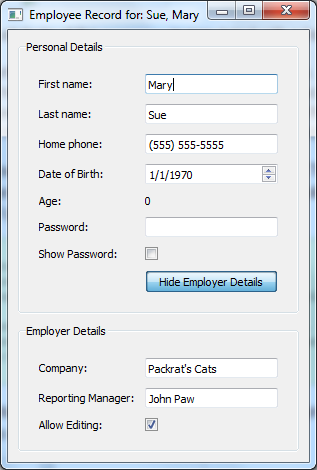 Employee Record for: Sue, Mary
Personal Details
First name: Mary
Last name: Sue
Home phone: (555) 555-5555
Date of Birth: 1/1/1970
Age: 0
Password:
Show Password:
Hide Employer Details
Employer Details
Company: Packrat's Cats
Reporting Manager: John Paw
Allow Editing: